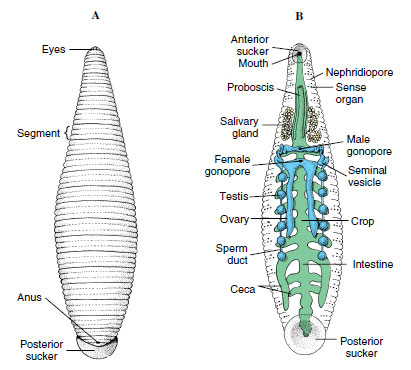 A
Eyes
Segment
Anus
Posterior
sucker
B
Anterior
sucker
Mouth
Nephridiopore
Proboscis
Sense
organ
Salivary
gland
Male
gonopore
Female
gonopore
Seminal
vesicle
Testis
Ovary
Crop
Sperm
duct
Intestine
Ceca
Posterior
sucker